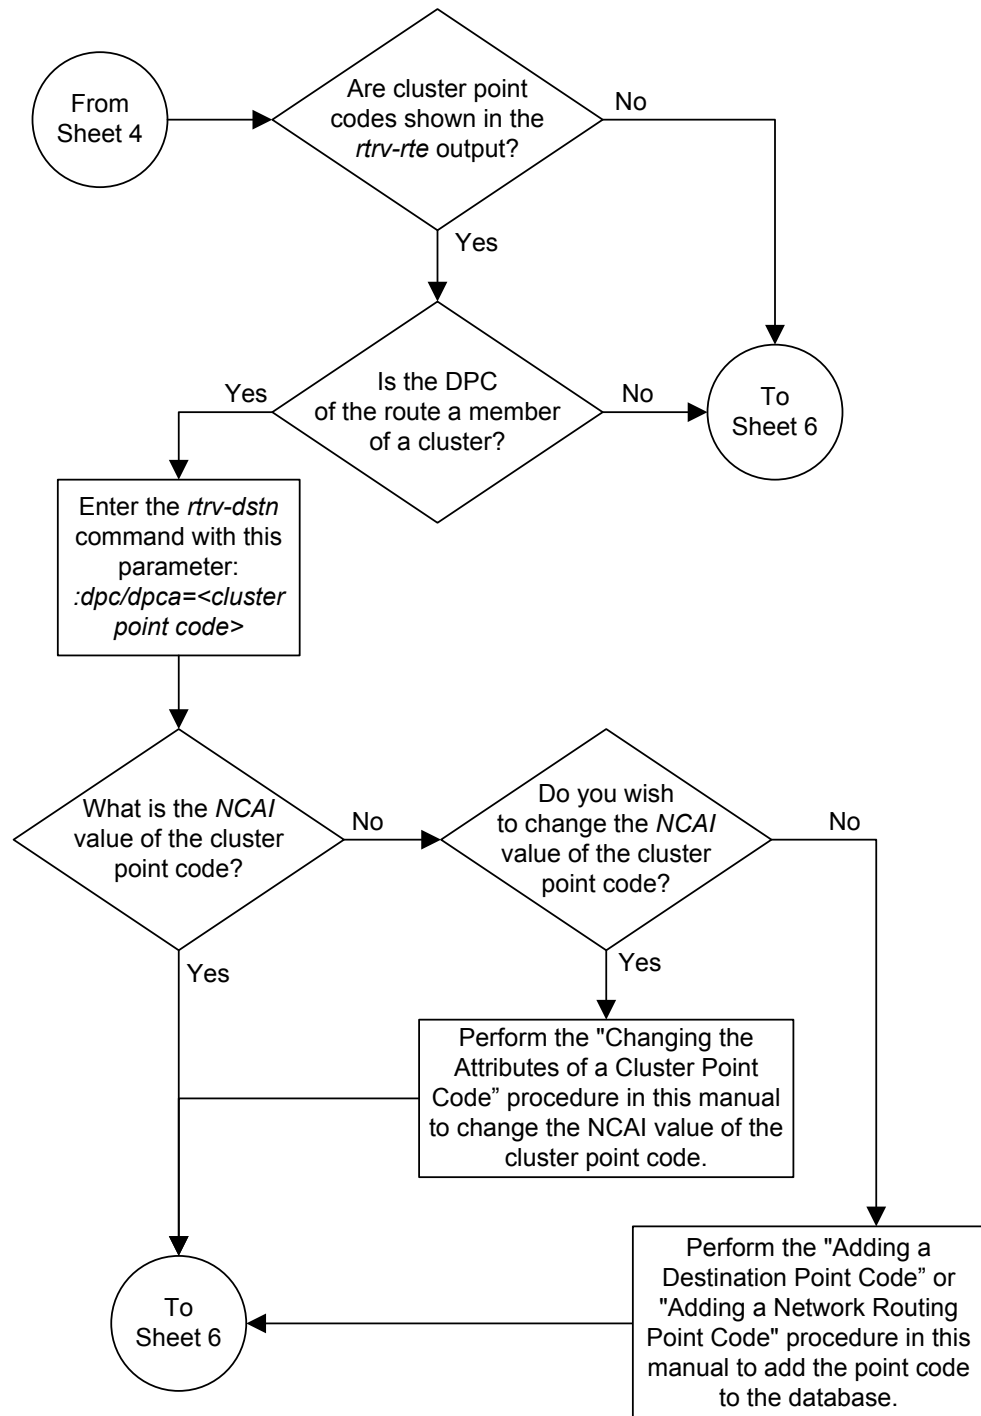 From
Sheet 4
Are cluster point
codes shown in the
rtrv-rte output?
No
Yes
Is the DPC
of the route a member
of a cluster?
Yes
No
To
Sheet 6
Enter the rtrv-dstn
command with this
parameter:
:dpc/dpca=<cluster
point code>
What is the NCAI
value of the cluster
point code?
No
Yes
Do you wish
to change the NCAI
value of the cluster
point code?
No
Yes
Perform the "Changing the
Attributes of a Cluster Point
Code” procedure in this manual
to change the NCAI value of the
cluster point code.
Perform the "Adding a
Destination Point Code” or
"Adding a Network Routing
Point Code" procedure in this
manual to add the point code
to the database.
To
Sheet 6